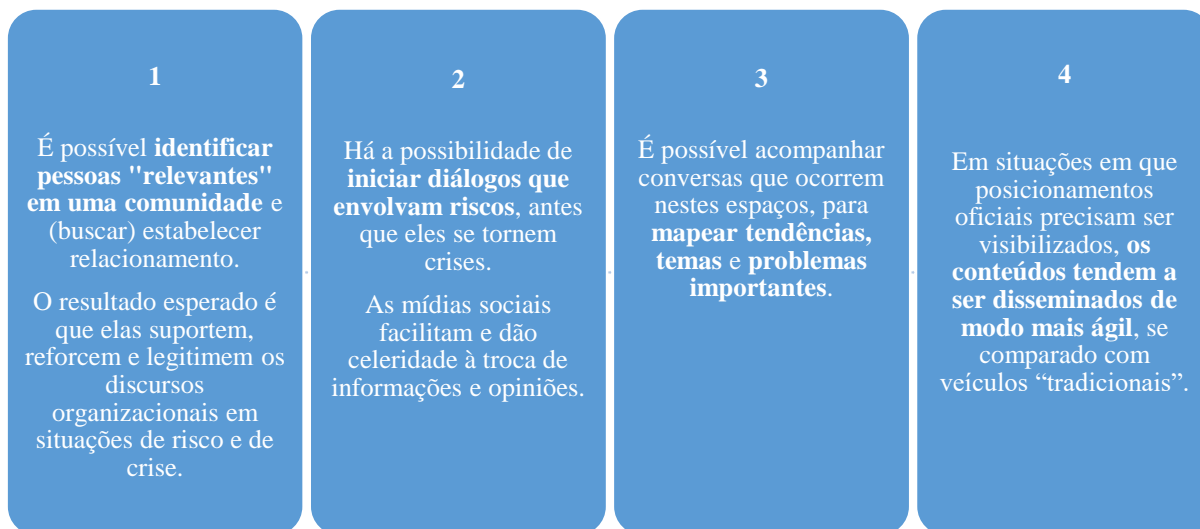 1
É possível identificar
pessoas "relevantes"
em uma comunidade e
(buscar) estabelecer
relacionamento.
O resultado esperado é
que elas suportem,
reforcem e legitimem os
discursos
organizacionais em
situações de risco e de
crise.
2
Há a possibilidade de
iniciar diálogos que
envolvam riscos, antes
que eles se tornem
crises.
As mídias sociais
facilitam e dão
celeridade à troca de
informações e opiniões.
3
É possível acompanhar
conversas que ocorrem
nestes espaços, para
mapear tendências,
temas e problemas
importantes.
4
Em situações em que
posicionamentos
oficiais precisam ser
visibilizados, os
conteúdos tendem a
ser disseminados de
modo mais ágil, se
comparado com
veículos “tradicionais”.